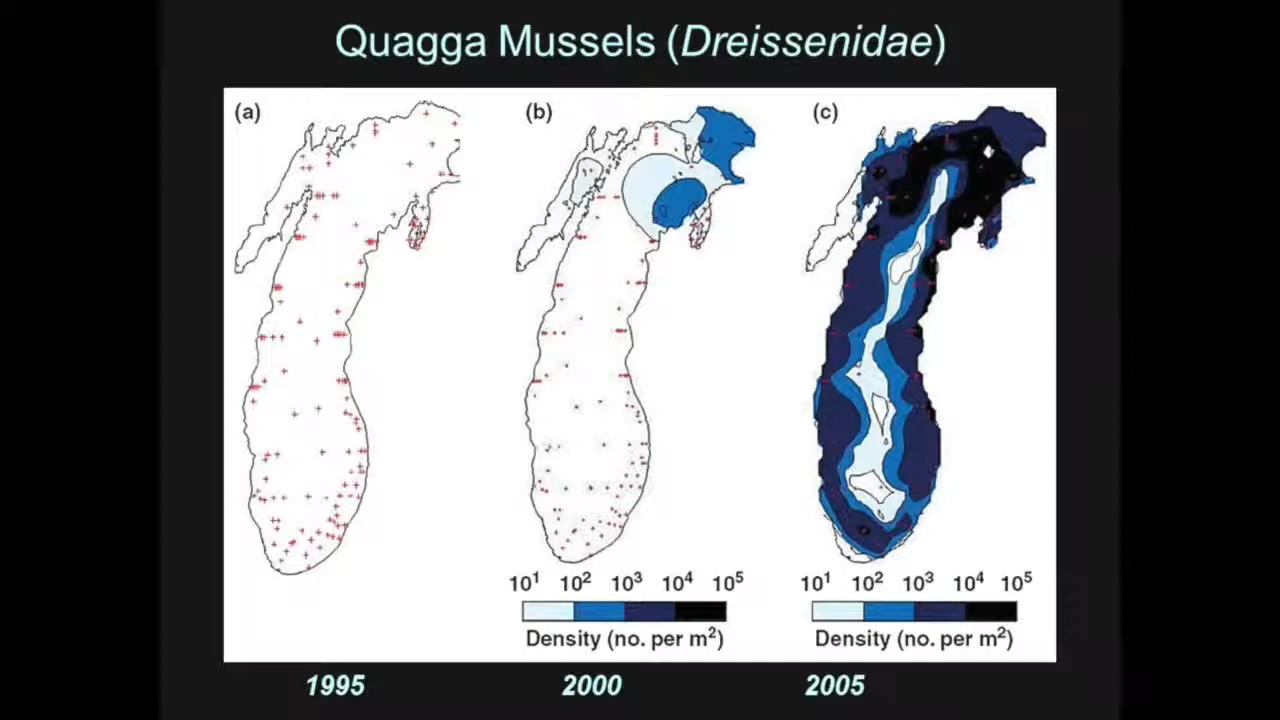 Quagga Mussels (Dreissenidae)
(a)
(b)
(c)
10¹ 10² 10³ 10⁴ 10⁵
Density (no. per m²)
10¹ 10² 10³ 10⁴ 10⁵
Density (no. per m²)
1995
2000
2005